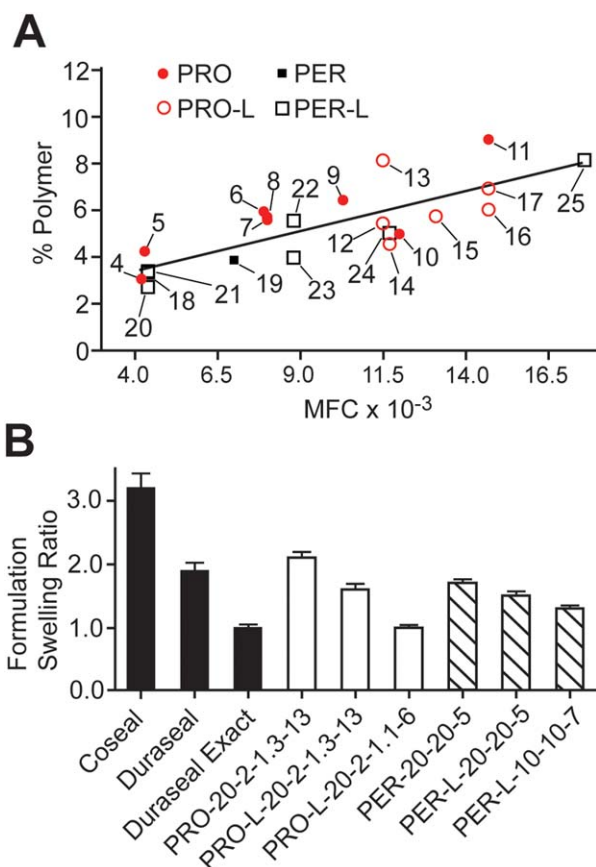 A
12
10
8
6
4
2
0
% Polymer
PRO
PER
PRO-L
PER-L
11
9
13
8
6
22
5
7
17
25
4
12
10
15
16
24
21
19
14
18
23
20
4.0
6.5
9.0
11.5
14.0
16.5
MFC x 10⁻³
B
Formulation
Swelling Ratio
3.0
2.0
1.0
0.0
Coseal
Duraseal
Duraseal Exact
PRO-20-2-1.3-13
PRO-L-20-2-1.3-13
PRO-L-20-2-1.1-6
PER-20-20-5
PER-L-20-20-5
PER-L-10-10-7